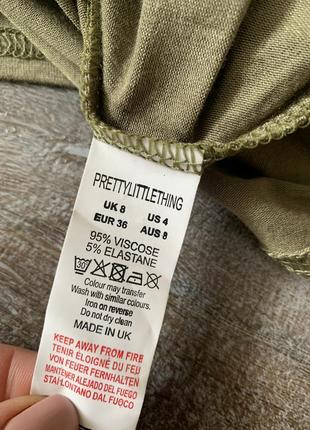 PRETTYLITTLETHING
UK 8 US 4
EUR 36 AUS 8
95% VISCOSE
5% ELASTANE
30
Colour may transfer
Wash with similar colours.
Iron on reverse
Do not dry clean
MADE IN UK
KEEP AWAY FROM FIRE
TENIR ÉLOIGNÉ DU FEU
VON FEUER FERNHALTEN
MANTENER ALEJADO DEL FUEGO
STAI LONTANO DAL FUOCO